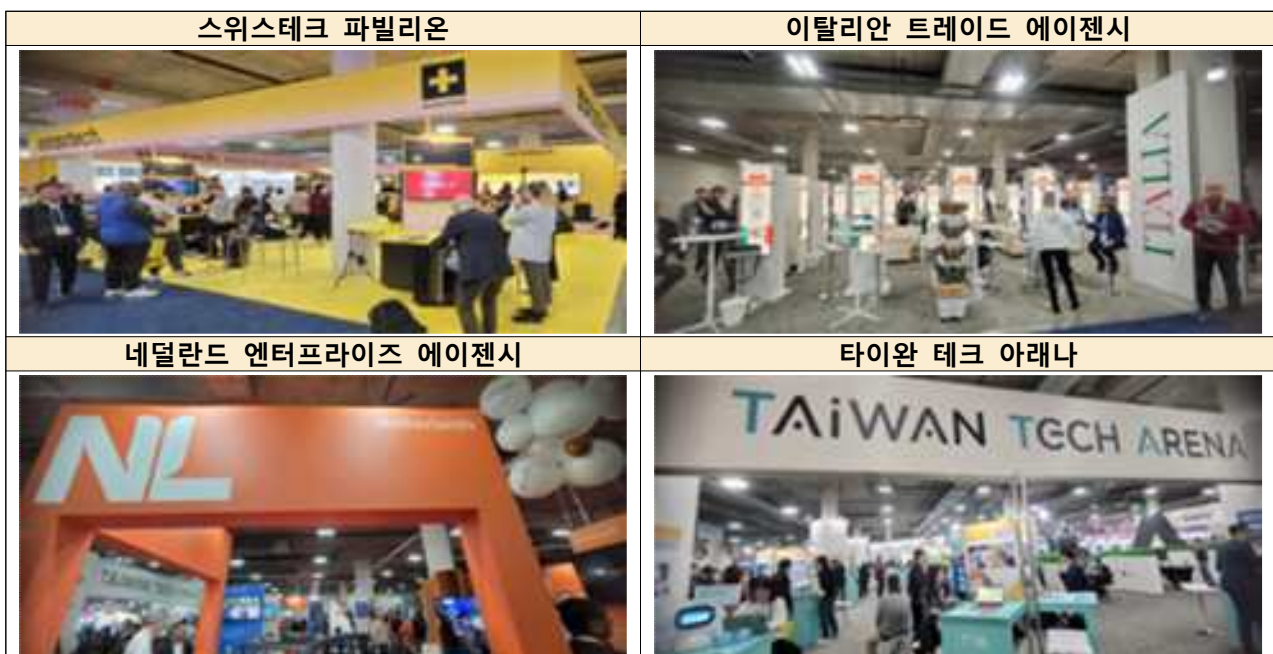 스위스테크 파빌리온
이탈리안 트레이드 에이젠시
ITALIA
네덜란드 엔터프라이즈 에이젠시
타이완 테크 아래나
NL
TAiWAN TECH ARENA